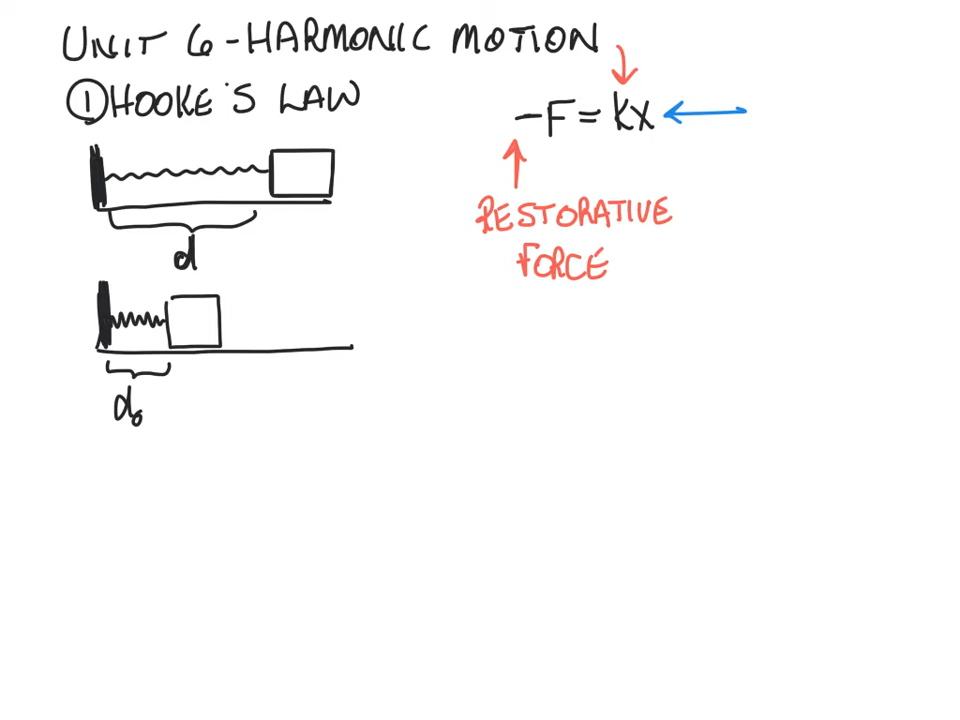 UNIT 6 - HARMONIC MOTION
① HOOKE'S LAW
-F = kx
RESTORATIVE
FORCE
d
d₀